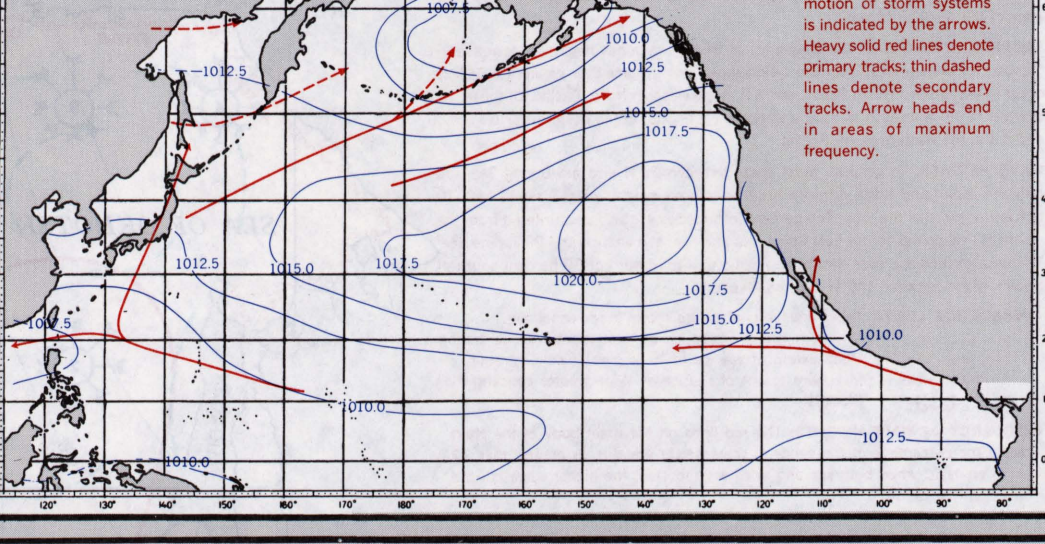 motion of storm systems
is indicated by the arrows.
Heavy solid red lines denote
primary tracks; thin dashed
lines denote secondary
tracks. Arrow heads end
in areas of maximum
frequency.
1007.5
1010.0
1012.5
1012.5
1015.0
1017.5
1012.5
1015.0
1017.5
1020.0
1017.5
1015.0
1012.5
1010.0
1007.5
1010.0
1012.5
1010.0
120° 130° 140° 150° 160° 170° 180° 170° 160° 150° 140° 130° 120° 110° 100° 90° 80°